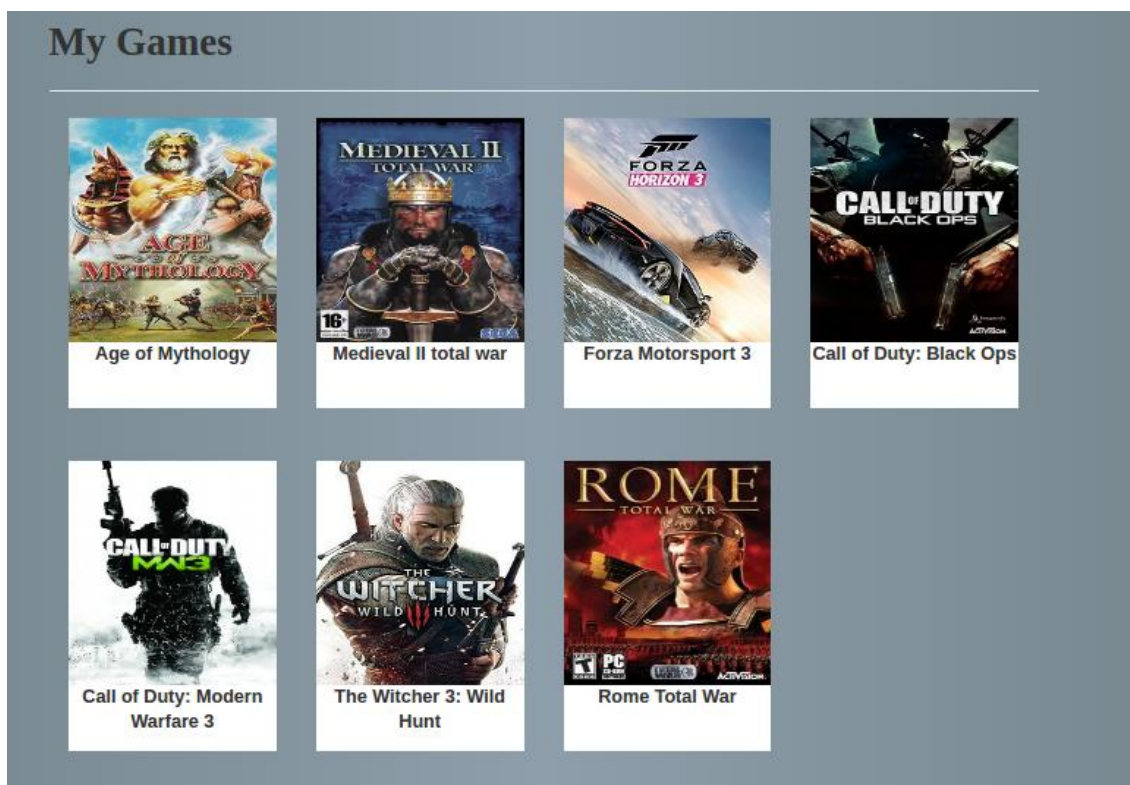 My Games
AGE
of
MYTHOLOGY
Age of Mythology
MEDIEVAL II
TOTAL WAR
16+
SEGA
Medieval II total war
FORZA
HORIZON 3
Forza Motorsport 3
CALL OF DUTY
BLACK OPS
ACTIVISION
Call of Duty: Black Ops
CALL OF DUTY
MW3
Call of Duty: Modern
Warfare 3
THE
WITCHER
WILD HUNT
The Witcher 3: Wild
Hunt
ROME
TOTAL WAR
T
PC
CD-ROM
ACTIVISION
Rome Total War